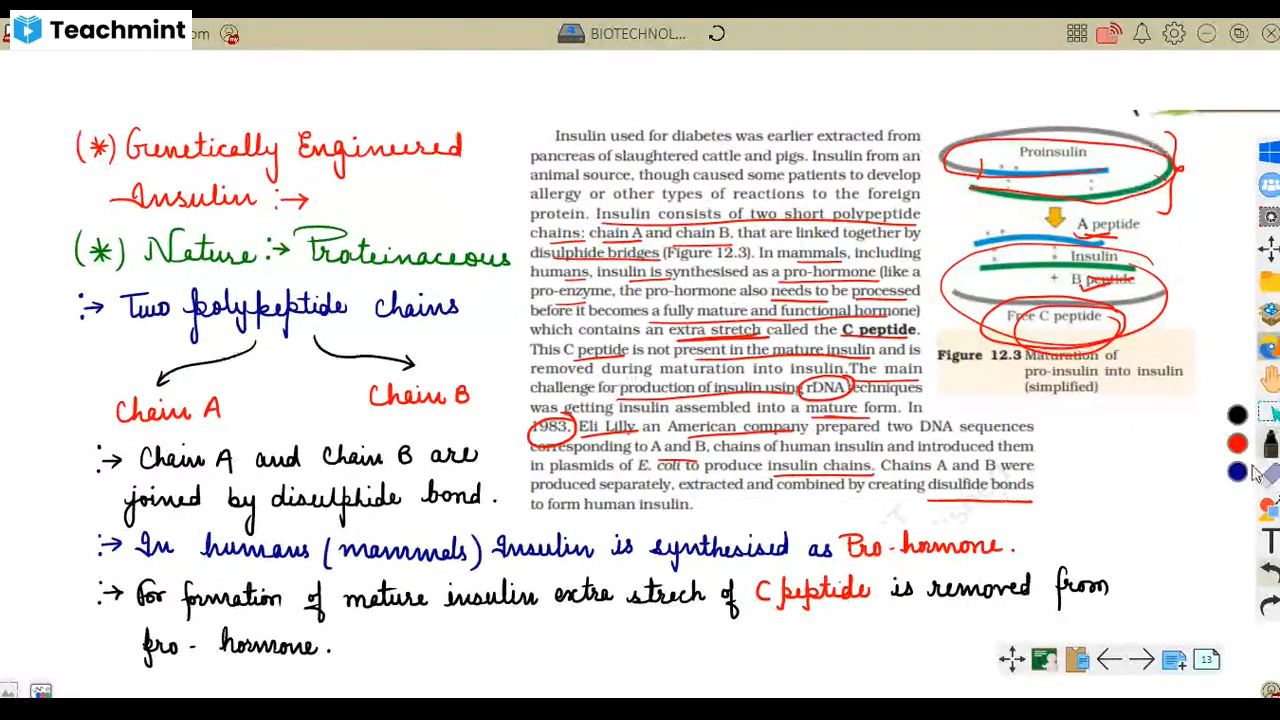 Teachmint
om
BIOTECHNOL...
(*) Genetically Engineered
Insulin :→
(*) Nature :→ Proteinaceous
:→ Two polypeptide chains
Chain A
Chain B
:→ Chain A and Chain B are
joined by disulphide bond.
:→ In humans (mammels) Insulin is synthesised as Pro-hormone.
:→ For formation of mature insulin extra strech of C peptide is removed from
pro- hormone.
Insulin used for diabetes was earlier extracted from
pancreas of slaughtered cattle and pigs. Insulin from an
animal source, though caused some patients to develop
allergy or other types of reactions to the foreign
protein. Insulin consists of two short polypeptide
chains: chain A and chain B, that are linked together by
disulphide bridges (Figure 12.3). In mammals, including
humans, insulin is synthesised as a pro-hormone (like a
pro-enzyme, the pro-hormone also needs to be processed
before it becomes a fully mature and functional hormone)
which contains an extra stretch called the C peptide.
This C peptide is not present in the mature insulin and is
removed during maturation into insulin.The main
challenge for production of insulin using rDNA techniques
was getting insulin assembled into a mature form. In
1983, Eli Lilly an American company prepared two DNA sequences
corresponding to A and B, chains of human insulin and introduced them
in plasmids of E. coli to produce insulin chains. Chains A and B were
produced separately, extracted and combined by creating disulfide bonds
to form human insulin.
Proinsulin
A peptide
Insulin
+ B peptide
+
Free C peptide
Figure 12.3 Maturation of
pro-insulin into insulin
(simplified)
13